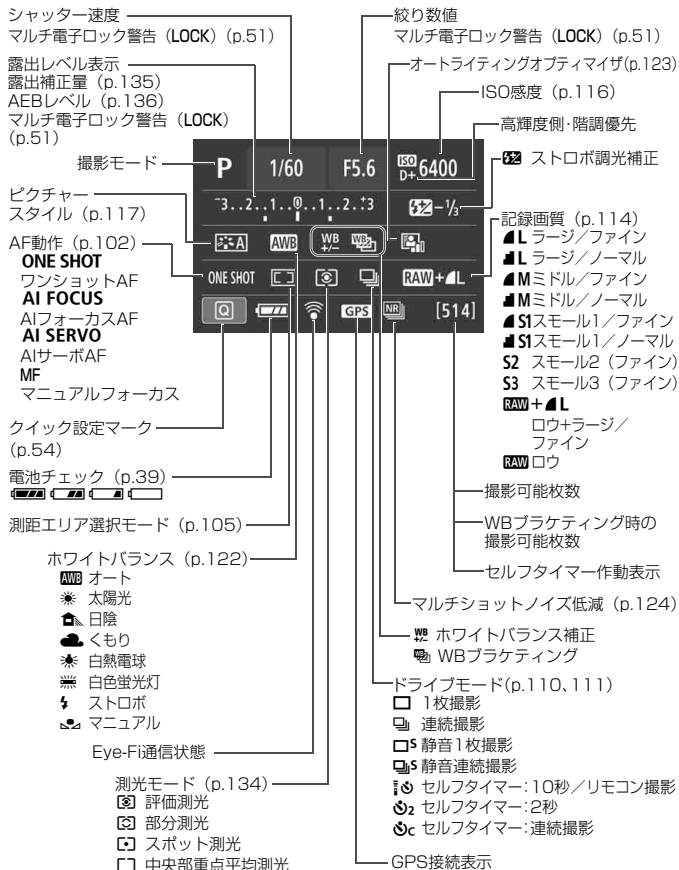 シャッター速度
マルチ電子ロック警告（LOCK）（p.51）
絞り数値
マルチ電子ロック警告（LOCK）（p.51）
露出レベル表示
露出補正量（p.135）
AEBレベル（p.136）
マルチ電子ロック警告（LOCK）
（p.51）
オートライティングオプティマイザ(p.123)
ISO感度（p.116）
高輝度側・階調優先
撮影モード
P 1/60 F5.6 ISO D+ 6400
ストロボ調光補正
-3..2..1..0..1..2..+3
-1/3
ピクチャー
スタイル（p.117）
A AWB WB +/- WB
AF動作（p.102）
ONE SHOT
ワンショットAF
AI FOCUS
AIフォーカスAF
AI SERVO
AIサーボAF
MF
マニュアルフォーカス
ONE SHOT RAW+L
Q GPS NR [514]
記録画質（p.114）
L ラージ／ファイン
L ラージ／ノーマル
M ミドル／ファイン
M ミドル／ノーマル
S1 スモール1／ファイン
S1 スモール1／ノーマル
S2 スモール2（ファイン）
S3 スモール3（ファイン）
RAW+L
ロウ+ラージ／
ファイン
RAW ロウ
クイック設定マーク
（p.54）
電池チェック（p.39）
測距エリア選択モード（p.105）
撮影可能枚数
WBブラケティング時の
撮影可能枚数
セルフタイマー作動表示
ホワイトバランス（p.122）
AWB オート
太陽光
日陰
くもり
白熱電球
白色蛍光灯
ストロボ
マニュアル
マルチショットノイズ低減（p.124）
WB +/- ホワイトバランス補正
WB WBブラケティング
ドライブモード(p.110、111)
1枚撮影
連続撮影
S 静音1枚撮影
S 静音連続撮影
セルフタイマー：10秒／リモコン撮影
2 セルフタイマー：2秒
C セルフタイマー：連続撮影
Eye-Fi通信状態
測光モード（p.134）
評価測光
部分測光
スポット測光
中央部重点平均測光
GPS接続表示